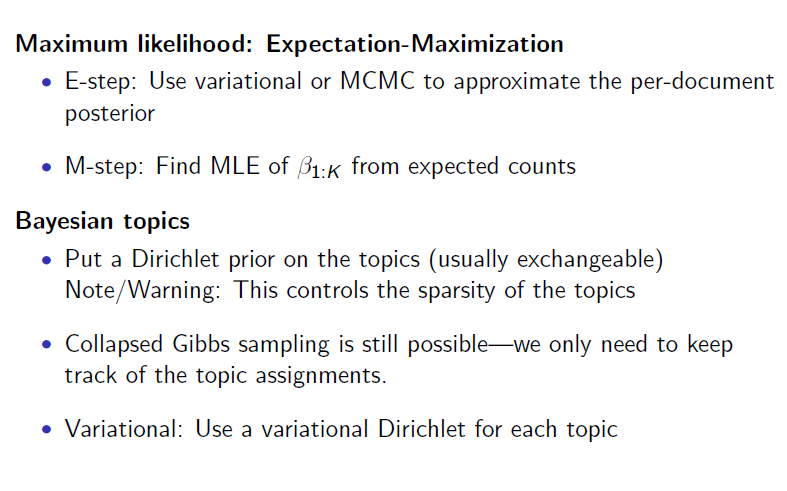 Maximum likelihood: Expectation-Maximization
• E-step: Use variational or MCMC to approximate the per-document
posterior
• M-step: Find MLE of β1:K from expected counts
Bayesian topics
• Put a Dirichlet prior on the topics (usually exchangeable)
Note/Warning: This controls the sparsity of the topics
• Collapsed Gibbs sampling is still possible—we only need to keep
track of the topic assignments.
• Variational: Use a variational Dirichlet for each topic